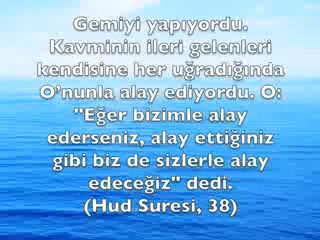 Gemiyi yapıyordu.
Kavminin ileri gelenleri
kendisine her uğradığında
O'nunla alay ediyordu. O:
"Eğer bizimle alay
ederseniz, alay ettiğiniz
gibi biz de sizlerle alay
edeceğiz" dedi.
(Hud Suresi, 38)